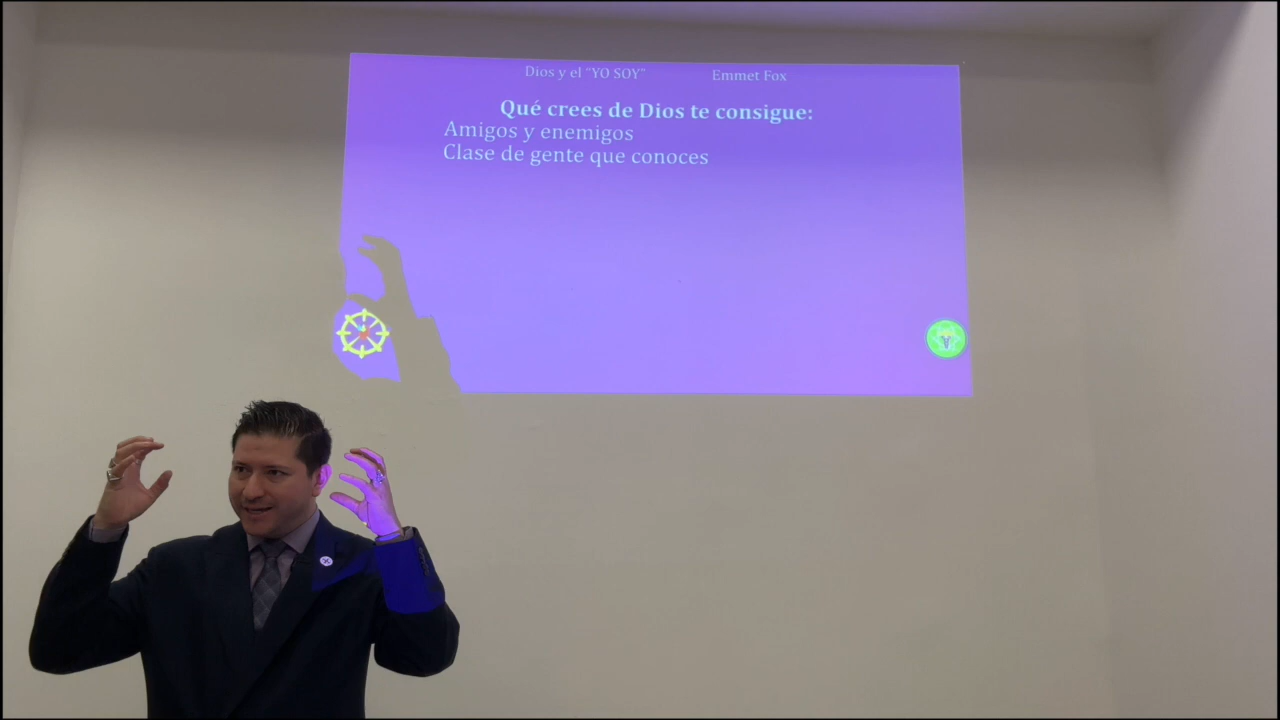 Dios y el "YO SOY" Emmet Fox
Qué crees de Dios te consigue:
Amigos y enemigos
Clase de gente que conoces